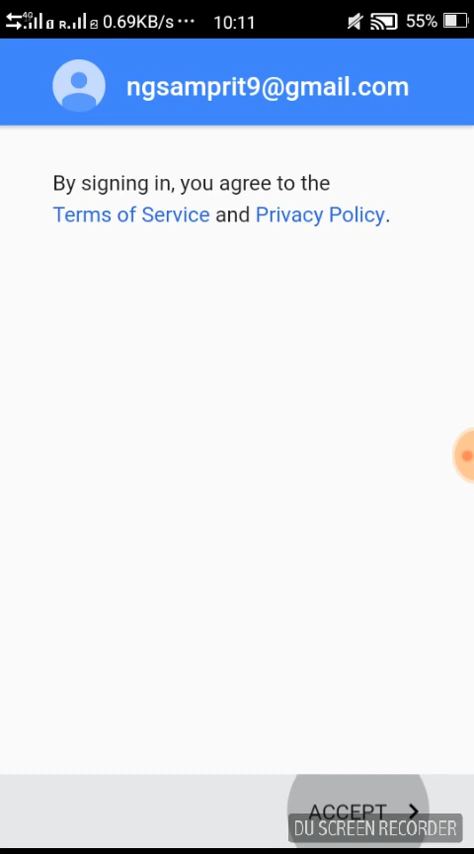 4G R. 0.69KB/s ··· 10:11 55%
ngsamprit9@gmail.com
By signing in, you agree to the
Terms of Service and Privacy Policy.
ACCEPT
DU SCREEN RECORDER